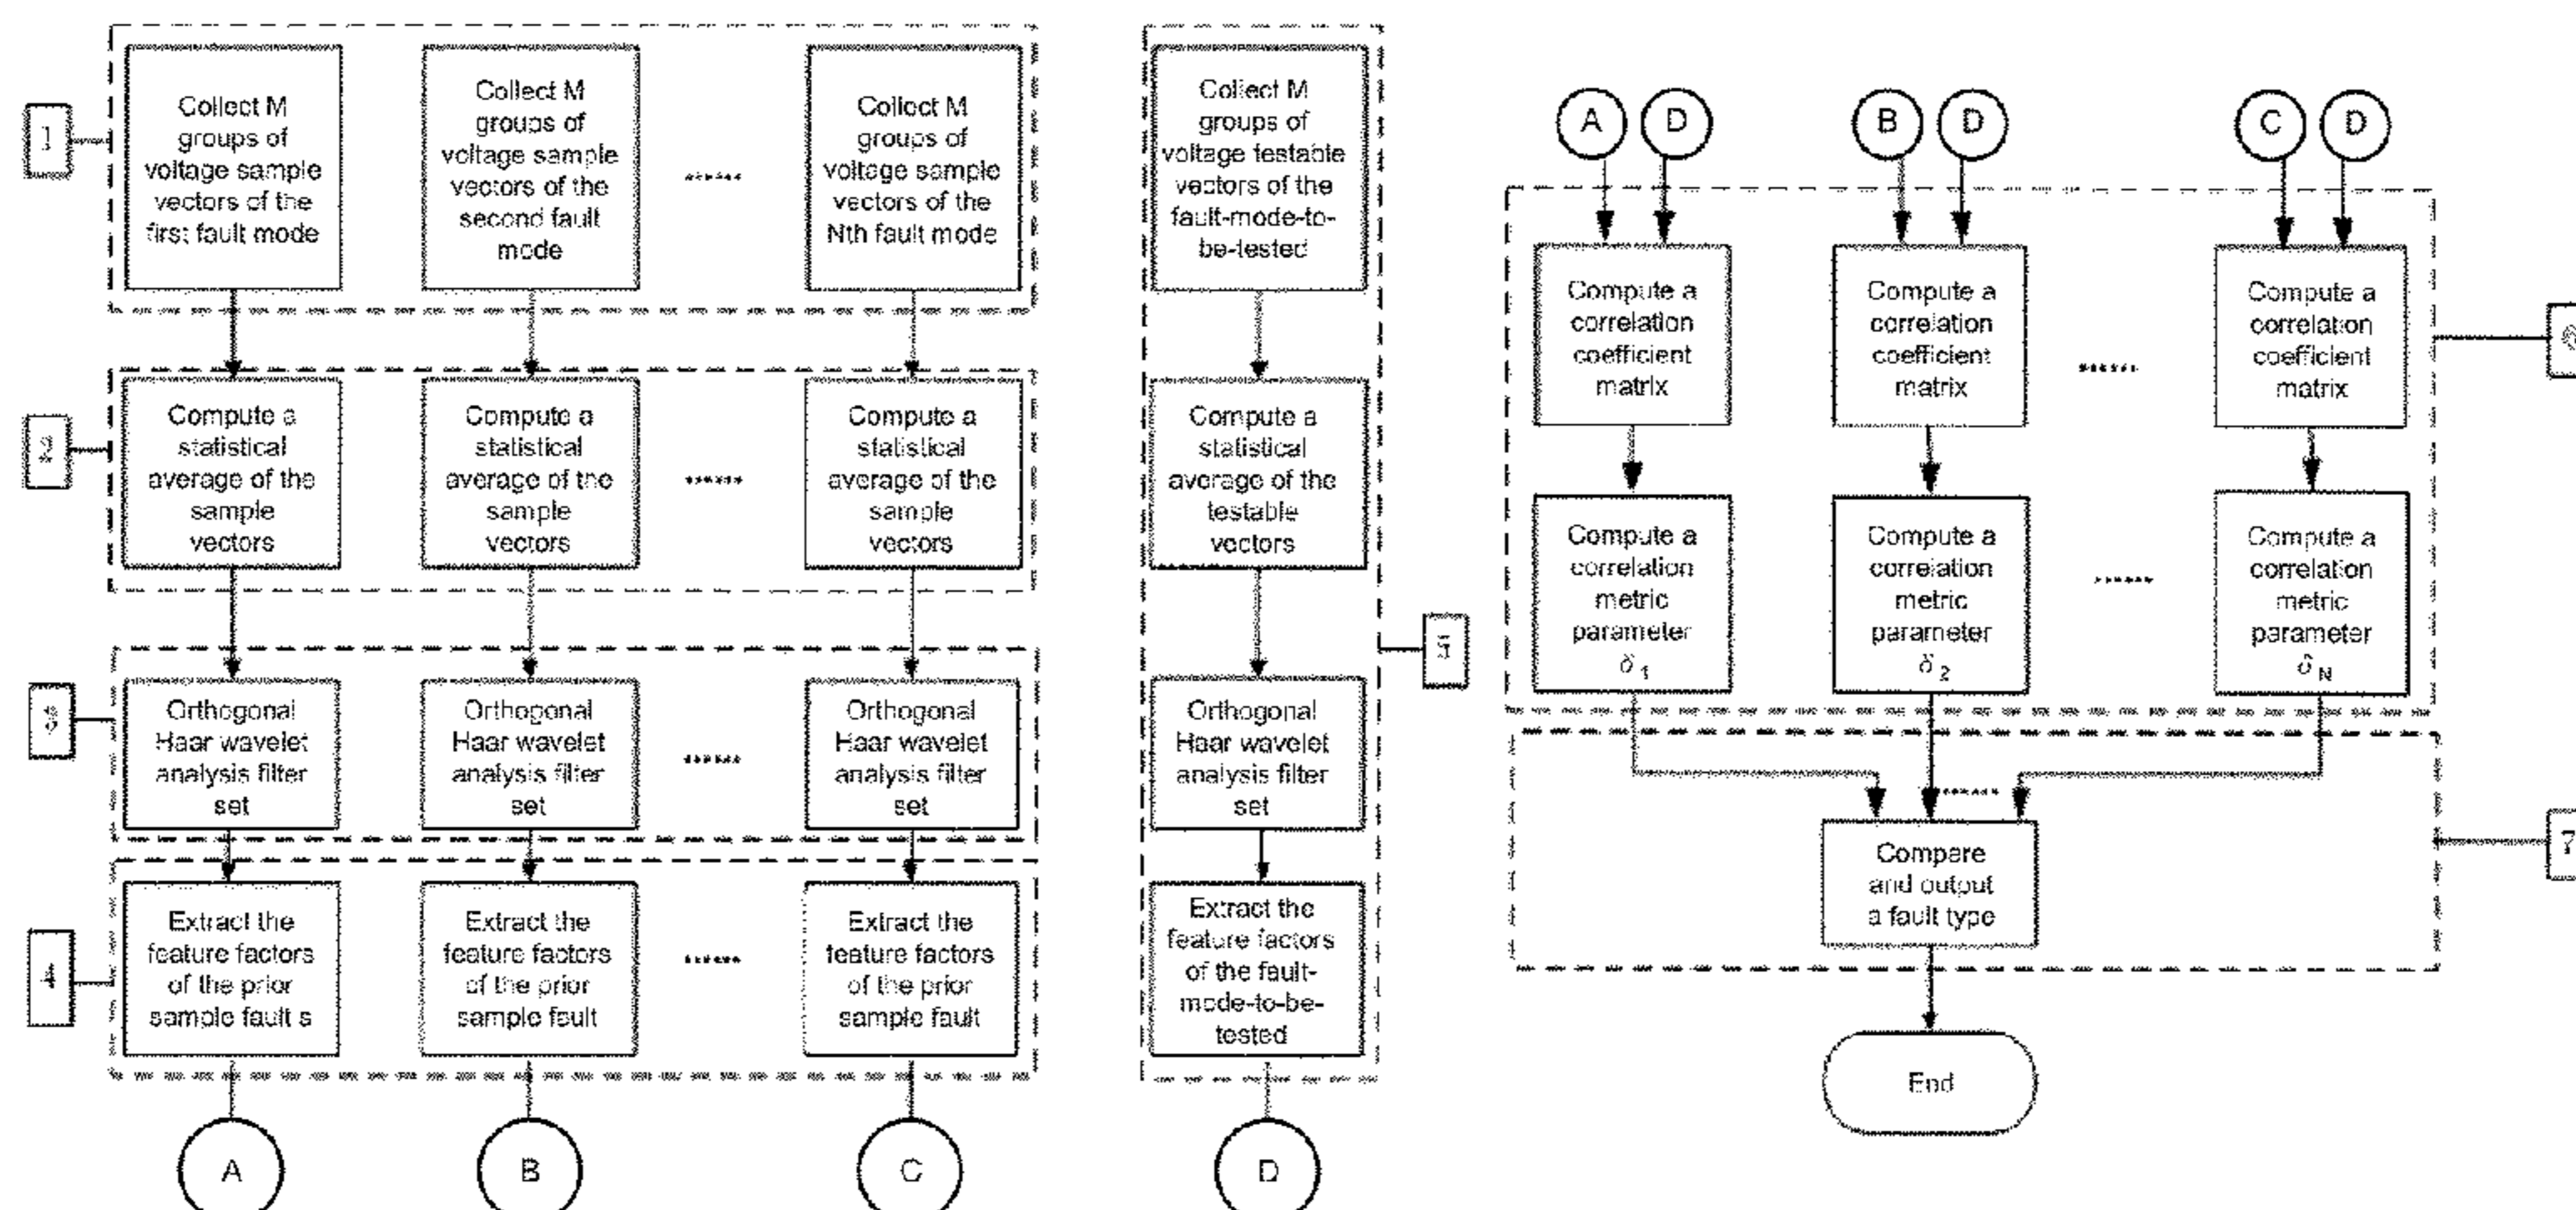 1
Collect M
groups of
voltage sample
vectors of the
first fault mode
Collect M
groups of
voltage sample
vectors of the
second fault
mode
......
Collect M
groups of
voltage sample
vectors of the
Nth fault mode
2
Compute a
statistical
average of the
sample
vectors
Compute a
statistical
average of the
sample
vectors
......
Compute a
statistical
average of the
sample
vectors
3
Orthogonal
Haar wavelet
analysis filter
set
Orthogonal
Haar wavelet
analysis filter
set
......
Orthogonal
Haar wavelet
analysis filter
set
4
Extract the
feature factors
of the prior
sample fault s
Extract the
feature factors
of the prior
sample fault
......
Extract the
feature factors
of the prior
sample fault
A
B
C
Collect M
groups of
voltage testable
vectors of the
fault-mode-to-
be-tested
Compute a
statistical
average of the
testable
vectors
Orthogonal
Haar wavelet
analysis filter
set
Extract the
feature factors
of the fault-
mode-to-be-
tested
5
D
A D
B D
C D
Compute a
correlation
coefficient
matrix
Compute a
correlation
coefficient
matrix
......
Compute a
correlation
coefficient
matrix
6
Compute a
correlation
metric
parameter
δ 1
Compute a
correlation
metric
parameter
δ 2
......
Compute a
correlation
metric
parameter
δ N
......
Compare
and output
a fault type
7
End